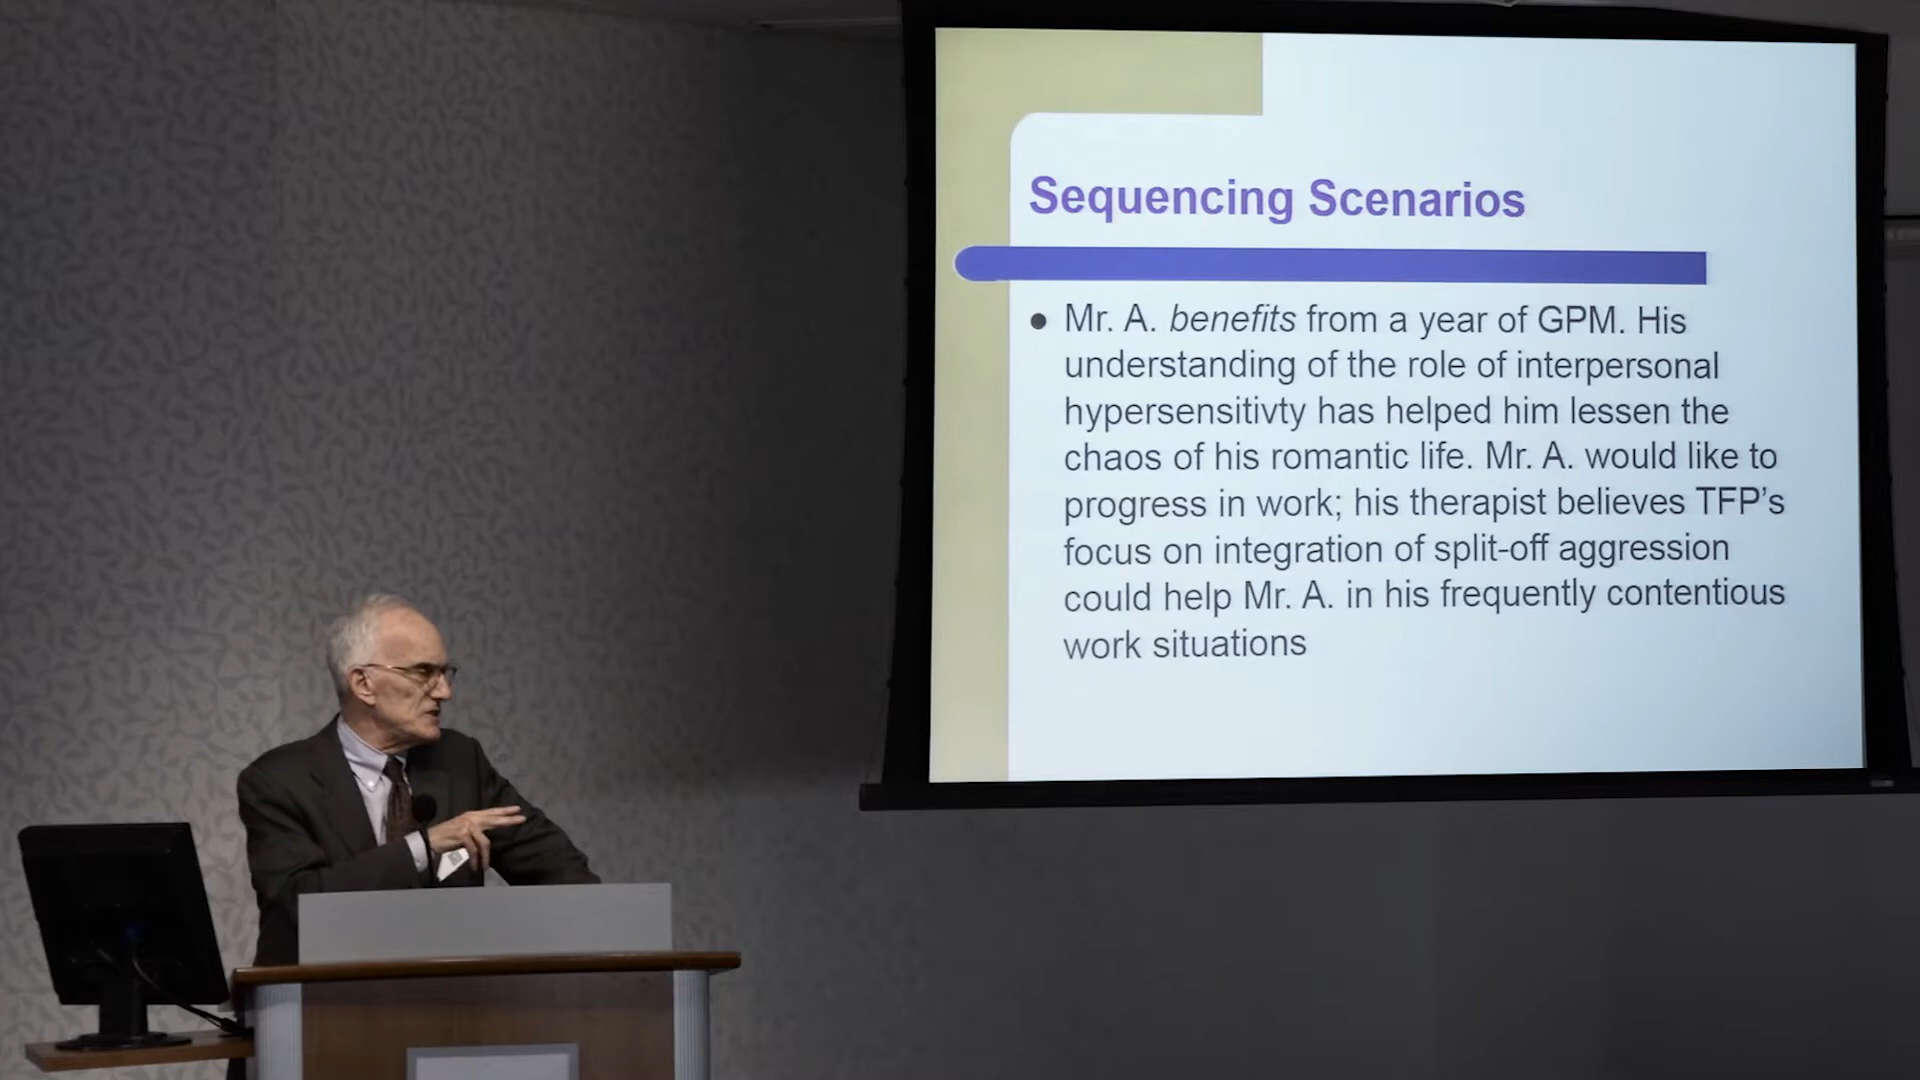 Sequencing Scenarios
● Mr. A. benefits from a year of GPM. His
understanding of the role of interpersonal
hypersensitivty has helped him lessen the
chaos of his romantic life. Mr. A. would like to
progress in work; his therapist believes TFP's
focus on integration of split-off aggression
could help Mr. A. in his frequently contentious
work situations